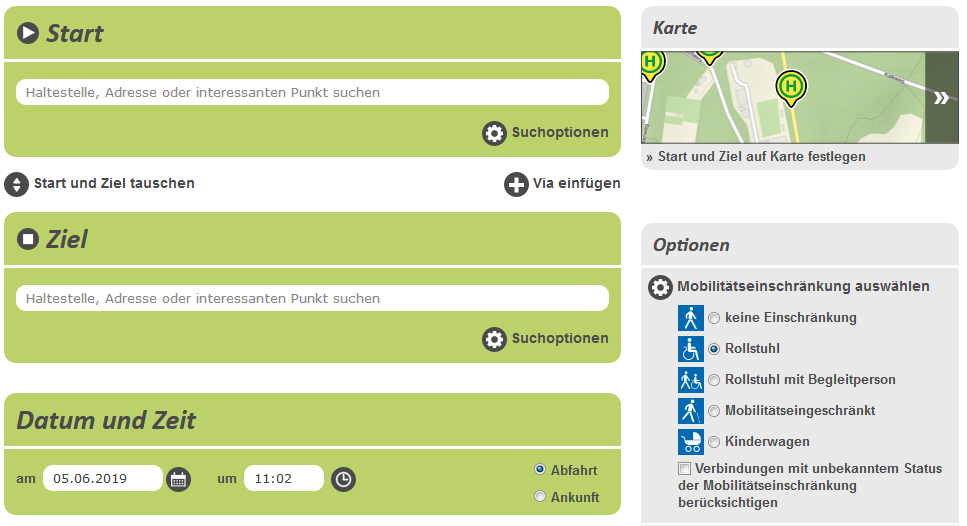 Start
Haltestelle, Adresse oder interessanten Punkt suchen
Suchoptionen
Start und Ziel tauschen
Via einfügen
Ziel
Haltestelle, Adresse oder interessanten Punkt suchen
Suchoptionen
Datum und Zeit
am 05.06.2019 um 11:02
Abfahrt
Ankunft
Karte
H
H
»
» Start und Ziel auf Karte festlegen
Optionen
Mobilitätseinschränkung auswählen
keine Einschränkung
Rollstuhl
Rollstuhl mit Begleitperson
Mobilitätseingeschränkt
Kinderwagen
Verbindungen mit unbekanntem Status
der Mobilitätseinschränkung
berücksichtigen